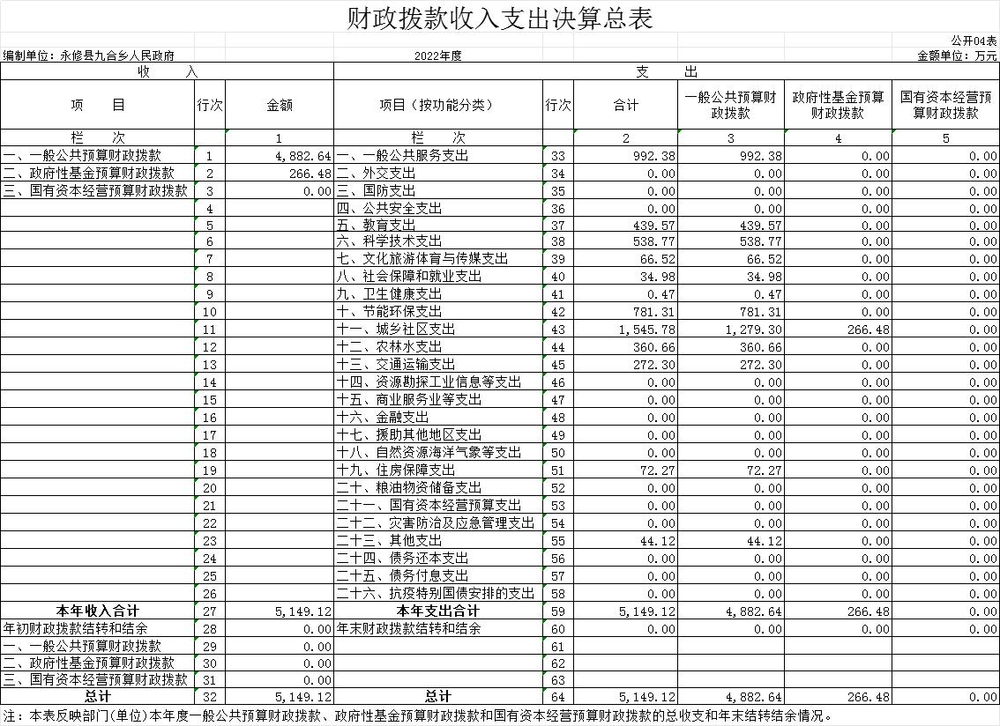 财政拨款收入支出决算总表
公开04表
编制单位：永修县九合乡人民政府 2022年度 金额单位：万元
收 入 支 出
项 目 行次 金额 项目（按功能分类） 行次 合计 一般公共预算财政拨款 政府性基金预算财政拨款 国有资本经营预算财政拨款
栏 次 1 栏 次 2 3 4 5
一、一般公共预算财政拨款 1 4,882.64 一、一般公共服务支出 33 992.38 992.38 0.00 0.00
二、政府性基金预算财政拨款 2 266.48 二、外交支出 34 0.00 0.00 0.00 0.00
三、国有资本经营预算财政拨款 3 0.00 三、国防支出 35 0.00 0.00 0.00 0.00
4 四、公共安全支出 36 0.00 0.00 0.00 0.00
5 五、教育支出 37 439.57 439.57 0.00 0.00
6 六、科学技术支出 38 538.77 538.77 0.00 0.00
7 七、文化旅游体育与传媒支出 39 66.52 66.52 0.00 0.00
8 八、社会保障和就业支出 40 34.98 34.98 0.00 0.00
9 九、卫生健康支出 41 0.47 0.47 0.00 0.00
10 十、节能环保支出 42 781.31 781.31 0.00 0.00
11 十一、城乡社区支出 43 1,545.78 1,279.30 266.48 0.00
12 十二、农林水支出 44 360.66 360.66 0.00 0.00
13 十三、交通运输支出 45 272.30 272.30 0.00 0.00
14 十四、资源勘探工业信息等支出 46 0.00 0.00 0.00 0.00
15 十五、商业服务业等支出 47 0.00 0.00 0.00 0.00
16 十六、金融支出 48 0.00 0.00 0.00 0.00
17 十七、援助其他地区支出 49 0.00 0.00 0.00 0.00
18 十八、自然资源海洋气象等支出 50 0.00 0.00 0.00 0.00
19 十九、住房保障支出 51 72.27 72.27 0.00 0.00
20 二十、粮油物资储备支出 52 0.00 0.00 0.00 0.00
21 二十一、国有资本经营预算支出 53 0.00 0.00 0.00 0.00
22 二十二、灾害防治及应急管理支出 54 0.00 0.00 0.00 0.00
23 二十三、其他支出 55 44.12 44.12 0.00 0.00
24 二十四、债务还本支出 56 0.00 0.00 0.00 0.00
25 二十五、债务付息支出 57 0.00 0.00 0.00 0.00
26 二十六、抗疫特别国债安排的支出 58 0.00 0.00 0.00 0.00
本年收入合计 27 5,149.12 本年支出合计 59 5,149.12 4,882.64 266.48 0.00
年初财政拨款结转和结余 28 0.00 年末财政拨款结转和结余 60 0.00 0.00 0.00 0.00
一、一般公共预算财政拨款 29 0.00 61
二、政府性基金预算财政拨款 30 0.00 62
三、国有资本经营预算财政拨款 31 0.00 63
总计 32 5,149.12 总计 64 5,149.12 4,882.64 266.48 0.00
注：本表反映部门(单位)本年度一般公共预算财政拨款、政府性基金预算财政拨款和国有资本经营预算财政拨款的总收支和年末结转结余情况。